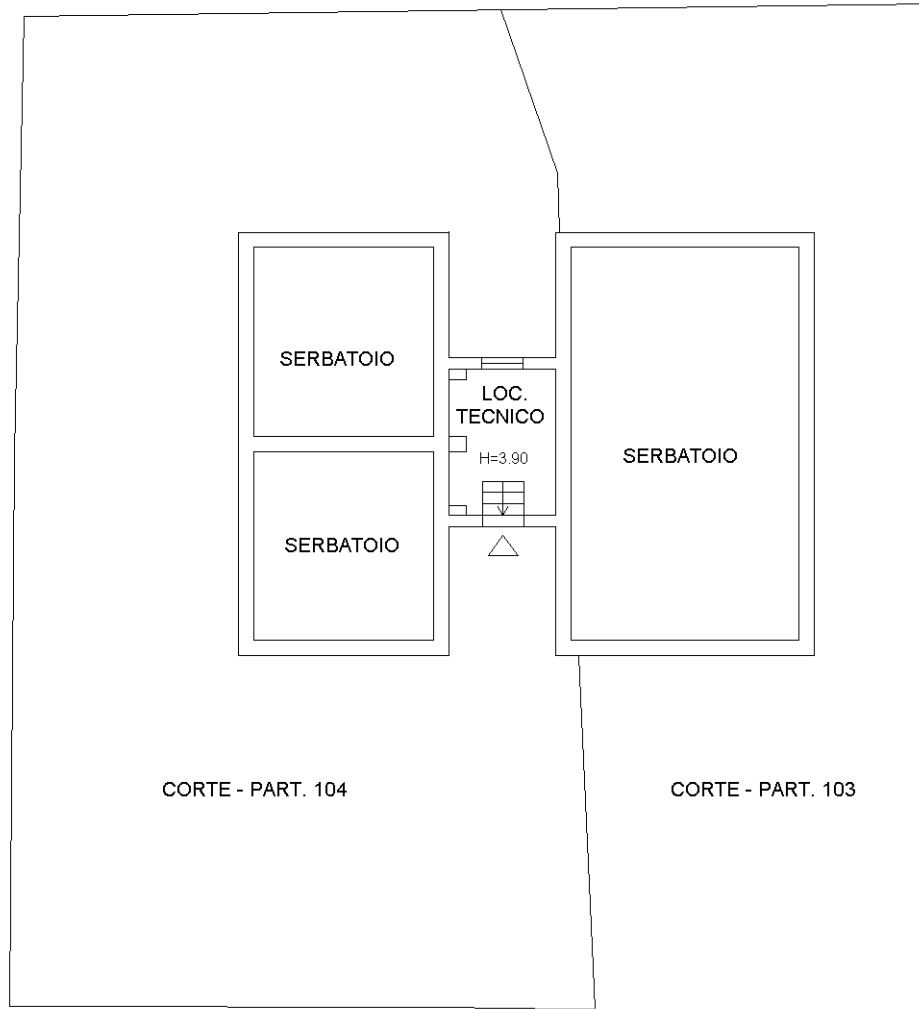 SERBATOIO
LOC.
TECNICO
H=3.90
SERBATOIO
SERBATOIO
CORTE - PART. 104
CORTE - PART. 103